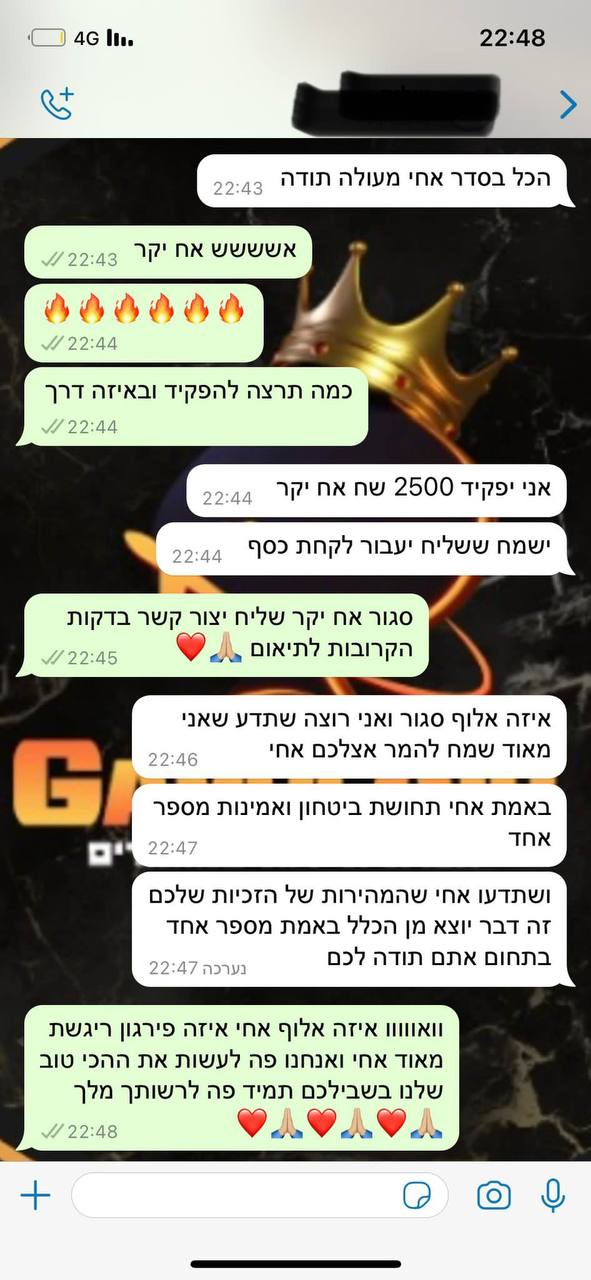 4G
22:48
הכל בסדר אחי מעולה תודה
22:43
אששששש אח יקר
22:43
🔥🔥🔥🔥🔥🔥
22:44
כמה תרצה להפקיד ובאיזה דרך
22:44
אני יפקיד 2500 שח אח יקר
22:44
ישמח ששליח יעבור לקחת כסף
22:44
סגור אח יקר שליח יצור קשר בדקות
הקרובות לתיאום 🙏🏼❤️
22:45
איזה אלוף סגור ואני רוצה שתדע שאני
מאוד שמח להמר אצלכם אחי
22:46
באמת אחי תחושת ביטחון ואמינות מספר
אחד
22:47
ושתדעו אחי שהמהירות של הזכיות שלכם
זה דבר יוצא מן הכלל באמת מספר אחד
בתחום אתם תודה לכם
נערכה 22:47
וואווווו איזה אלוף אחי איזה פירגון ריגשת
מאוד אחי ואנחנו פה לעשות את ההכי טוב
שלנו בשבילכם תמיד פה לרשותך מלך
🙏🏼❤️🙏🏼❤️🙏🏼❤️
22:48